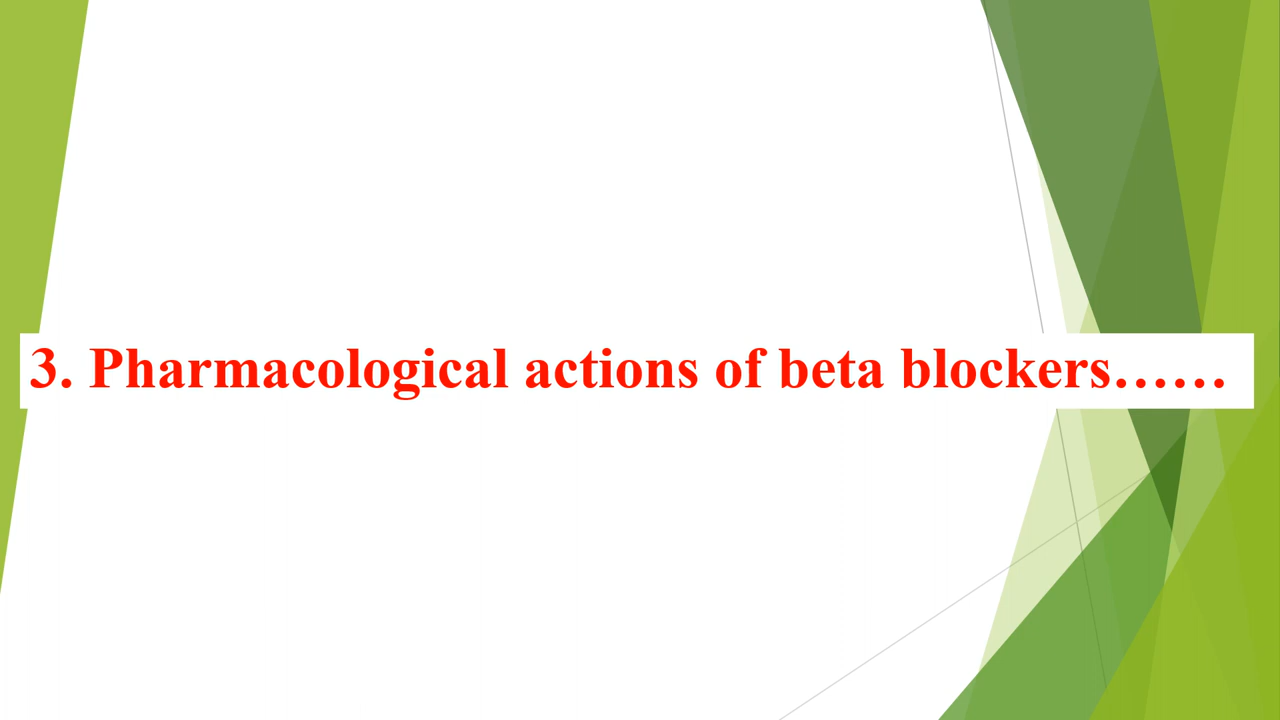 3. Pharmacological actions of beta blockers……